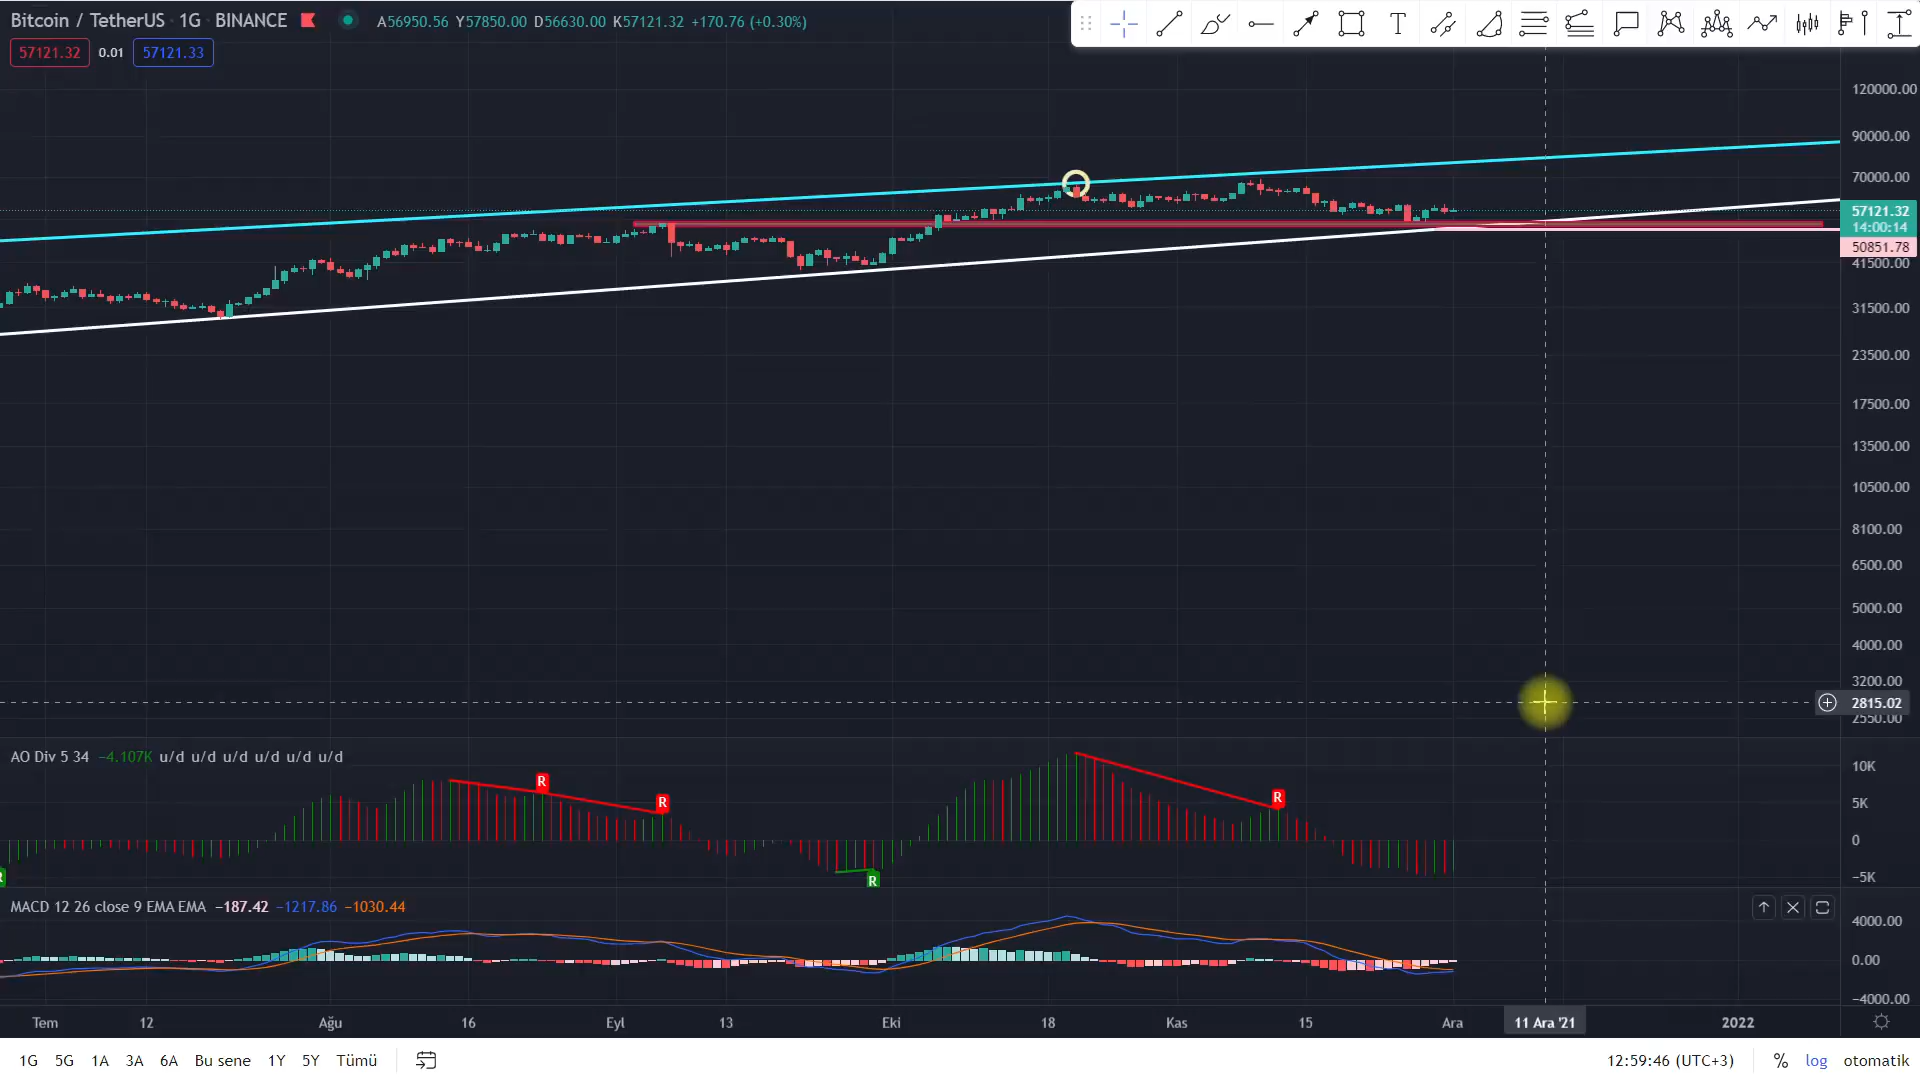 Bitcoin / TetherUS · 1G · BINANCE A56950.56 Y57850.00 D56630.00 K57121.32 +170.76 (+0.30%)
57121.32 0.01 57121.33
T
120000.00
90000.00
70000.00
57121.32
14:00:14
50851.78
41500.00
31500.00
23500.00
17500.00
13500.00
10500.00
8100.00
6500.00
5000.00
4000.00
3200.00
2815.02
2550.00
AO Div 5 34 −4.107K u/d u/d u/d u/d u/d u/d
10K
R
R
R
5K
0
R
R
−5K
MACD 12 26 close 9 EMA EMA −187.42 −1217.86 −1030.44
4000.00
0.00
−4000.00
Tem 12 Ağu 16 Eyl 13 Eki 18 Kas 15 Ara 11 Ara '21 2022
1G 5G 1A 3A 6A Bu sene 1Y 5Y Tümü 12:59:46 (UTC+3) % log otomatik